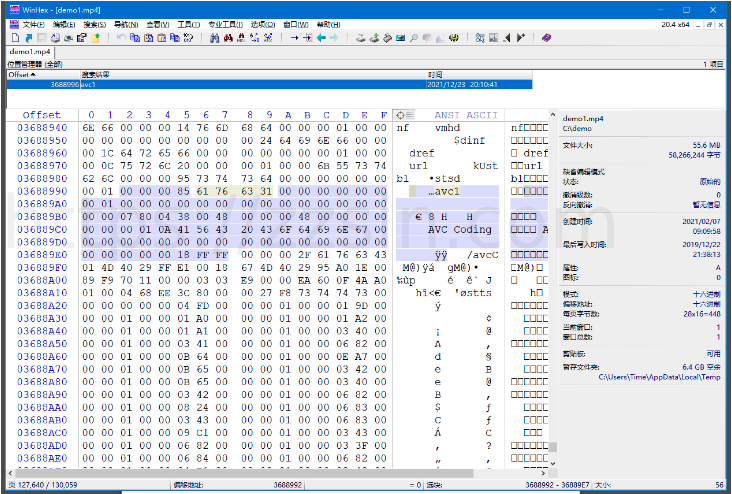 WinHex - [demo1.mp4]
文件(F) 编辑(E) 搜索(S) 导航(N) 查看(V) 工具(T) 专业工具(I) 选项(O) 窗口(W) 帮助(H) 20.4 x64
demo1.mp4
位置管理器 (全部) 1 项目
Offset 搜索结果 时间
3688996 avc1 2021/12/23 20:10:41
Offset 0 1 2 3 4 5 6 7 8 9 A B C D E F ANSI ASCII
03688940 6E 66 00 00 00 14 76 6D 68 64 00 00 00 01 00 00 nf vmhd
03688950 00 00 00 00 00 00 00 00 00 24 64 69 6E 66 00 00 $dinf
03688960 00 1C 64 72 65 66 00 00 00 00 00 00 00 01 00 00 dref
03688970 00 0C 75 72 6C 20 00 00 00 01 00 00 6B 55 73 74 url kUst
03688980 62 6C 00 00 00 95 73 74 73 64 00 00 00 00 00 00 bl •stsd
03688990 00 01 00 00 00 85 61 76 63 31 00 00 00 00 00 00 …avc1
036889A0 00 01 00 00 00 00 00 00 00 00 00 00 00 00 00 00
036889B0 00 00 07 80 04 38 00 48 00 00 00 48 00 00 00 00 € 8 H H
036889C0 00 00 00 01 0A 41 56 43 20 43 6F 64 69 6E 67 00 AVC Coding
036889D0 00 00 00 00 00 00 00 00 00 00 00 00 00 00 00 00
036889E0 00 00 00 00 00 18 FF FF 00 00 00 2F 61 76 63 43 ÿÿ /avcC
036889F0 01 4D 40 29 FF E1 00 18 67 4D 40 29 95 A0 1E 00 M@)ÿá gM@)•
03688A00 89 F9 70 11 00 00 03 03 E9 00 00 EA 60 0F 4A A0 ‰ùp é ê` J
03688A10 01 00 04 68 EE 3C 80 00 00 27 F8 73 74 74 73 00 hî<€ 'østts
03688A20 00 00 00 00 00 04 FD 00 00 00 01 00 00 19 0D 00 ý
03688A30 00 01 00 00 01 A0 00 00 00 01 00 00 01 A2 00 ¢
03688A40 00 01 00 00 01 A1 00 00 00 01 00 00 03 40 00 ¡ @
03688A50 00 01 00 00 03 41 00 00 00 01 00 00 06 82 00 A ‚
03688A60 00 01 00 00 0B 64 00 00 00 01 00 00 0E A7 00 d §
03688A70 00 01 00 00 0B 65 00 00 00 01 00 00 03 42 00 e B
03688A80 00 01 00 00 0B 65 00 00 00 01 00 00 03 40 00 e @
03688A90 00 01 00 00 03 42 00 00 00 01 00 00 06 82 00 B ‚
03688AA0 00 01 00 00 08 24 00 00 00 01 00 00 06 83 00 $ ƒ
03688AB0 00 01 00 00 03 43 00 00 00 01 00 00 06 83 00 C ƒ
03688AC0 00 01 00 00 09 C1 00 00 00 01 00 00 03 43 00 Á C
03688AD0 00 01 00 00 06 82 00 00 00 01 00 00 03 3F 00 ‚ ?
03688AE0 00 01 00 00 06 84 00 00 00 01 00 00 06 82 00 „ ‚
demo1.mp4
C:\demo
文件大小: 55.6 MB
58,266,244 字节
缺省编辑模式
状态: 原始的
撤消级数: 0
反向撤消: 暂无信息
创建时间: 2021/02/07
09:09:58
最后写入时间: 2019/12/22
21:38:13
属性: A
图标: 0
模式: 十六进制
偏移地址: 十六进制
每页字节数: 28x16=448
当前窗口: 1
窗口总数: 1
剪贴板: 可用
暂存文件夹: 6.4 GB 空余
C:\Users\Time\AppData\Local\Temp
页 127,640 / 130,059 偏移地址: 3688992 = 0 选块: 3688992 - 36889E7 大小: 56